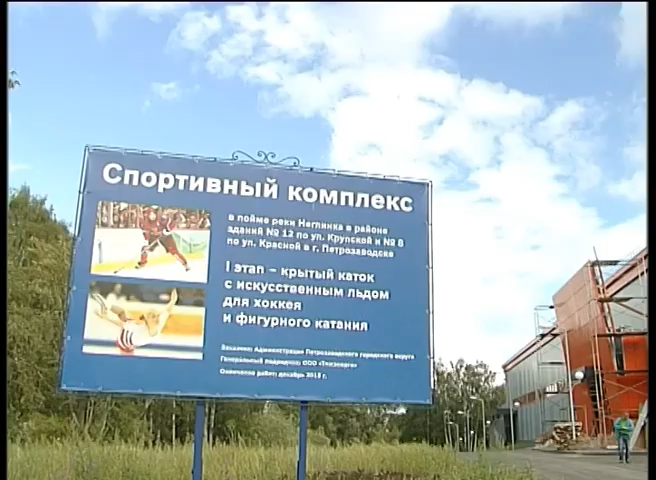 Спортивный комплекс
в пойме реки Неглинка в районе
зданий № 12 по ул. Крупской и № 8
по ул. Красной в г. Петрозаводске
I этап – крытый каток
с искусственным льдом
для хоккея
и фигурного катания
Заказчик: Администрация Петрозаводского городского округа
Генеральный подрядчик: ООО
Окончание работ: декабрь